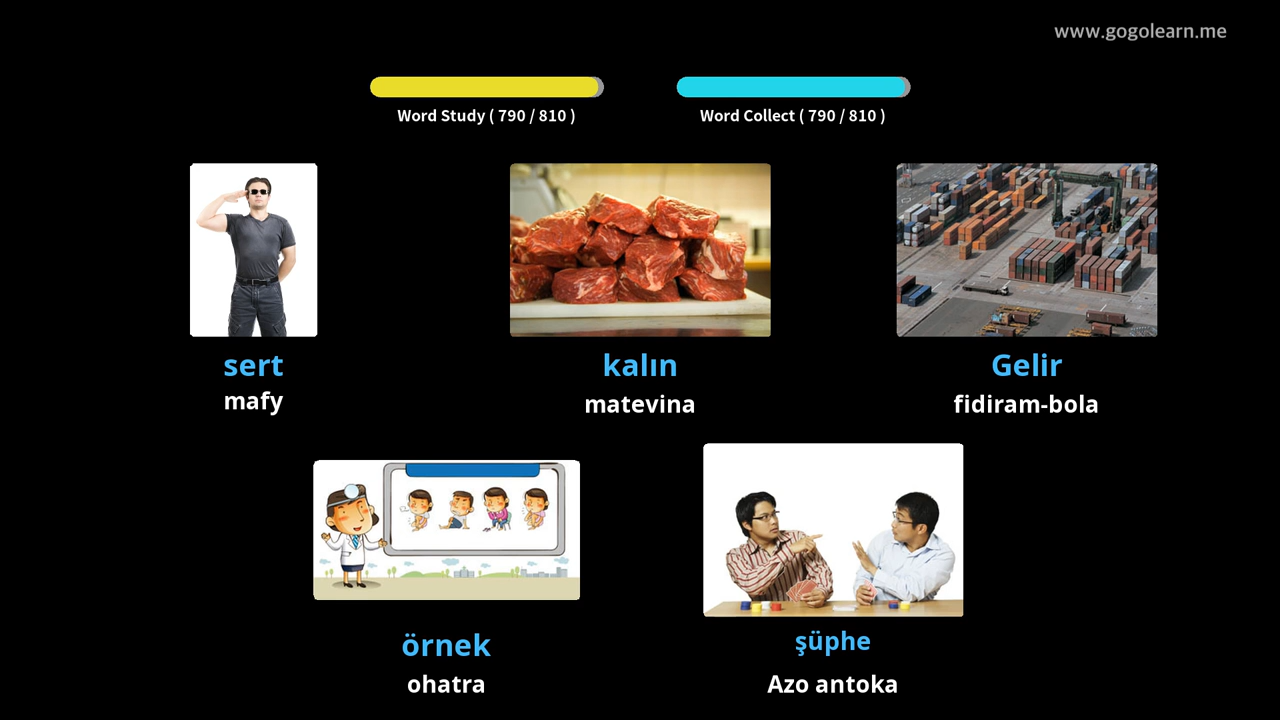 www.gogolearn.me
Word Study ( 790 / 810 )
Word Collect ( 790 / 810 )
sert
mafy
kalın
matevina
Gelir
fidiram-bola
örnek
ohatra
şüphe
Azo antoka